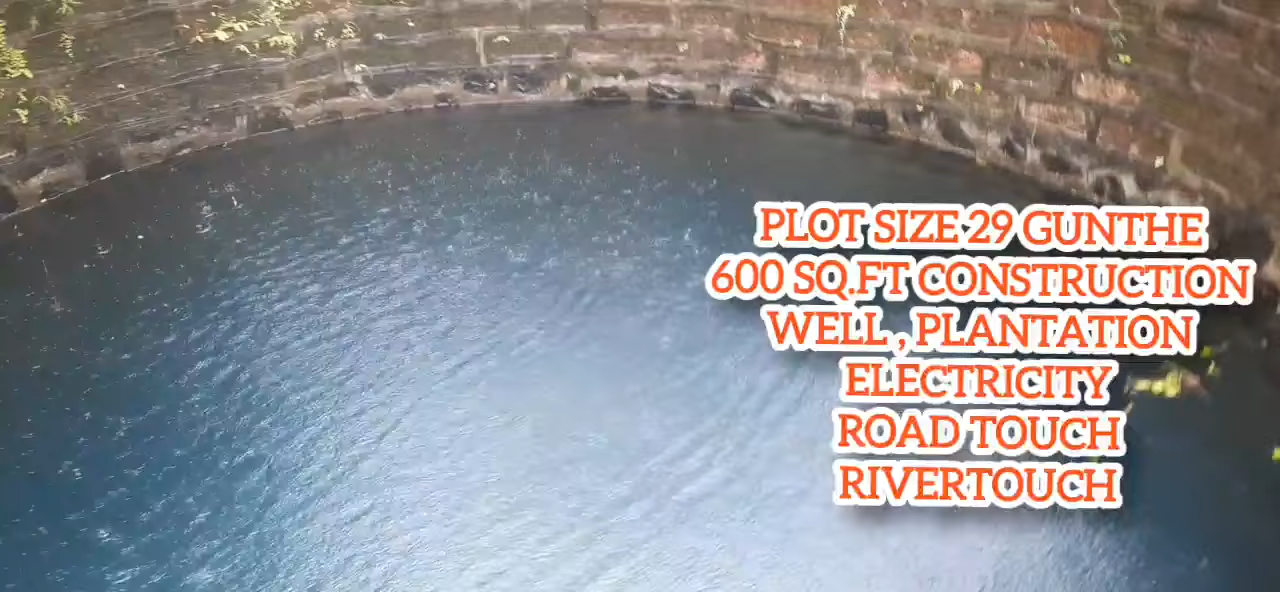 PLOT SIZE 29 GUNTHE
600 SQ.FT CONSTRUCTION
WELL , PLANTATION
ELECTRICITY
ROAD TOUCH
RIVERTOUCH